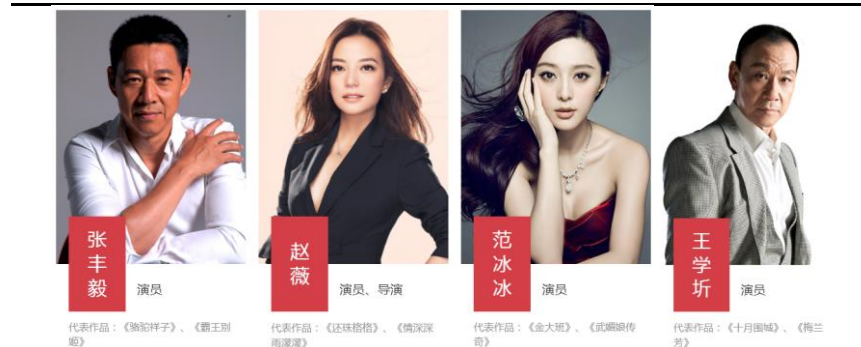 张丰毅
演员
代表作品：《骆驼祥子》、《霸王别
姬》
赵薇
演员、导演
代表作品：《还珠格格》、《情深深
雨濛濛》
范冰冰
演员
代表作品：《金大班》、《武媚娘传
奇》
王学圻
演员
代表作品：《十月围城》、《梅兰
芳》